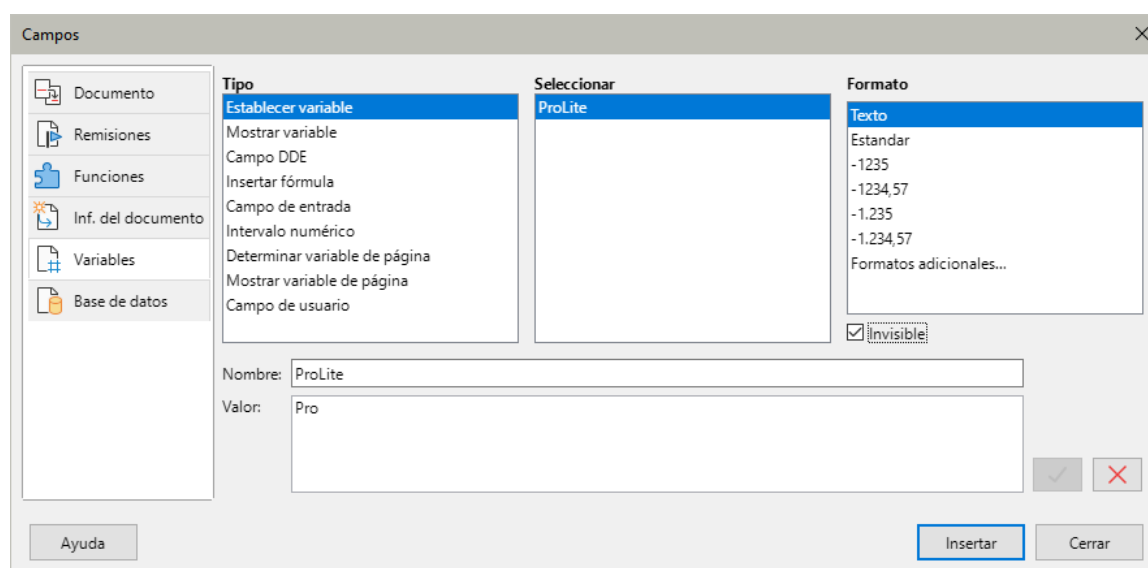 Campos
Documento
Remisiones
Funciones
Inf. del documento
Variables
Base de datos
Tipo
Establecer variable
Mostrar variable
Campo DDE
Insertar fórmula
Campo de entrada
Intervalo numérico
Determinar variable de página
Mostrar variable de página
Campo de usuario
Seleccionar
ProLite
Formato
Texto
Estandar
-1235
-1234,57
-1.235
-1.234,57
Formatos adicionales...
Invisible
Nombre: ProLite
Valor: Pro
Ayuda
Insertar
Cerrar